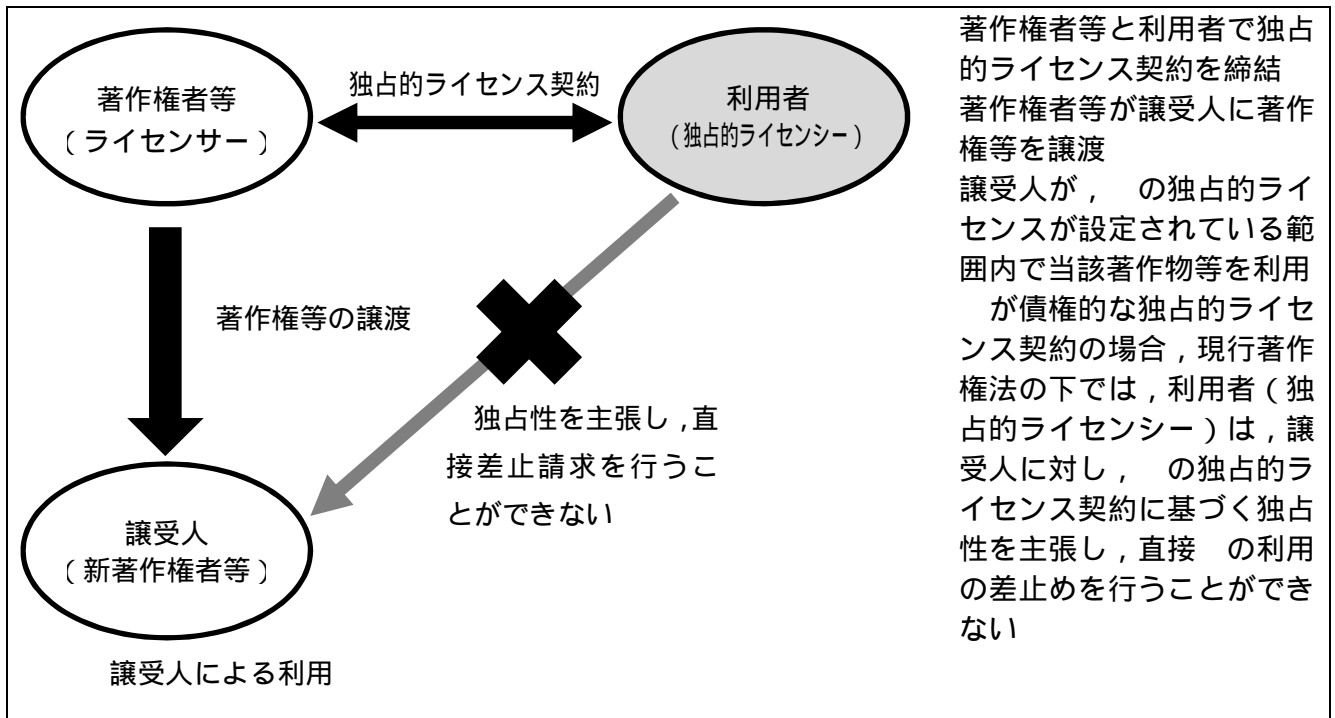 独占的ライセンス契約
著作権者等
（ライセンサー）
利用者
（独占的ライセンシー）
著作権等の譲渡
独占性を主張し，直
接差止請求を行うこ
とができない
譲受人
（新著作権者等）
譲受人による利用
著作権者等と利用者で独占
的ライセンス契約を締結
著作権者等が譲受人に著作
権等を譲渡
譲受人が，　の独占的ライ
センスが設定されている範
囲内で当該著作物等を利用
　が債権的な独占的ライセ
ンス契約の場合，現行著作
権法の下では，利用者（独
占的ライセンシー）は，譲
受人に対し，　の独占的ラ
イセンス契約に基づく独占
性を主張し，直接　の利用
の差止めを行うことができ
ない